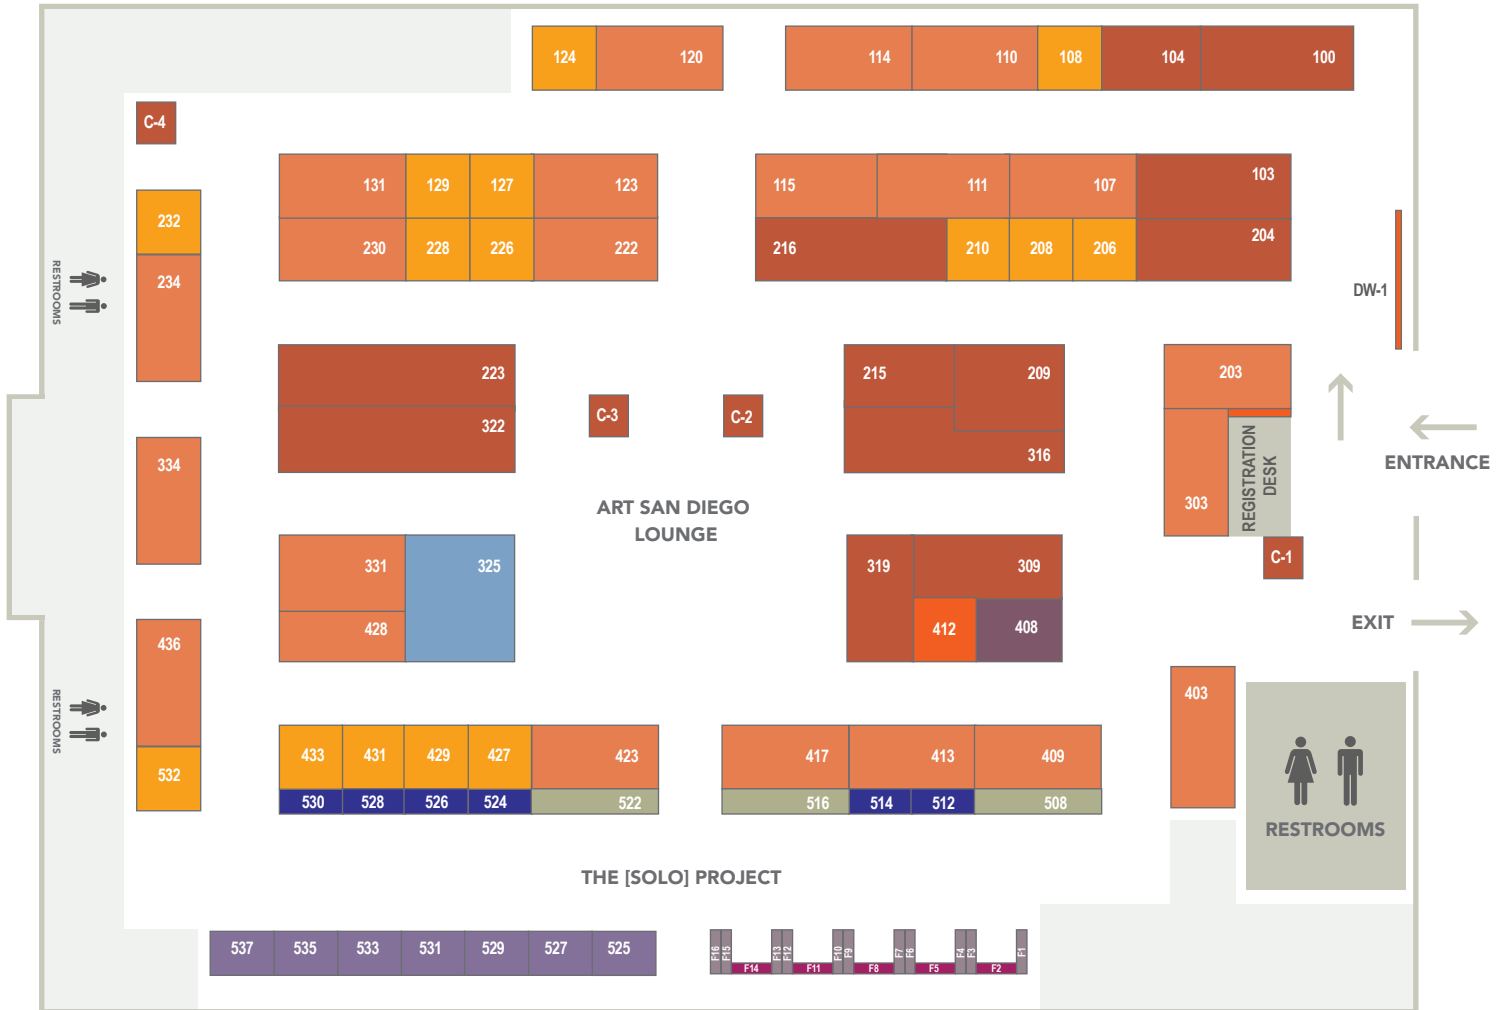 124
120
114
110
108
104
100
C-4
131
129
127
123
115
111
107
103
232
230
228
226
222
216
210
208
206
204
RESTROOMS
234
DW-1
223
215
209
203
C-3
C-2
322
316
REGISTRATION
DESK
ENTRANCE
334
303
ART SAN DIEGO
LOUNGE
C-1
331
325
319
309
EXIT
428
412
408
436
RESTROOMS
403
433
431
429
427
423
417
413
409
532
530
528
526
524
522
516
514
512
508
RESTROOMS
THE [SOLO] PROJECT
537
535
533
531
529
527
525
F16
F15
F14
F13
F12
F11
F10
F9
F8
F7
F6
F5
F4
F3
F2
F1